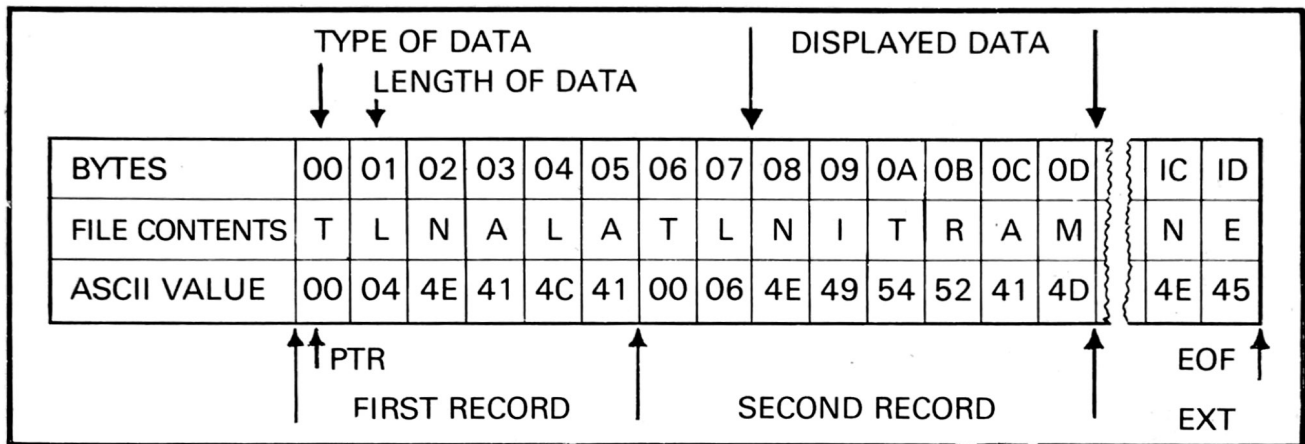 TYPE OF DATA DISPLAYED DATA
LENGTH OF DATA
BYTES 00 01 02 03 04 05 06 07 08 09 0A 0B 0C 0D IC ID
FILE CONTENTS T L N A L A T L N I T R A M N E
ASCII VALUE 00 04 4E 41 4C 41 00 06 4E 49 54 52 41 4D 4E 45
PTR EOF
FIRST RECORD SECOND RECORD EXT